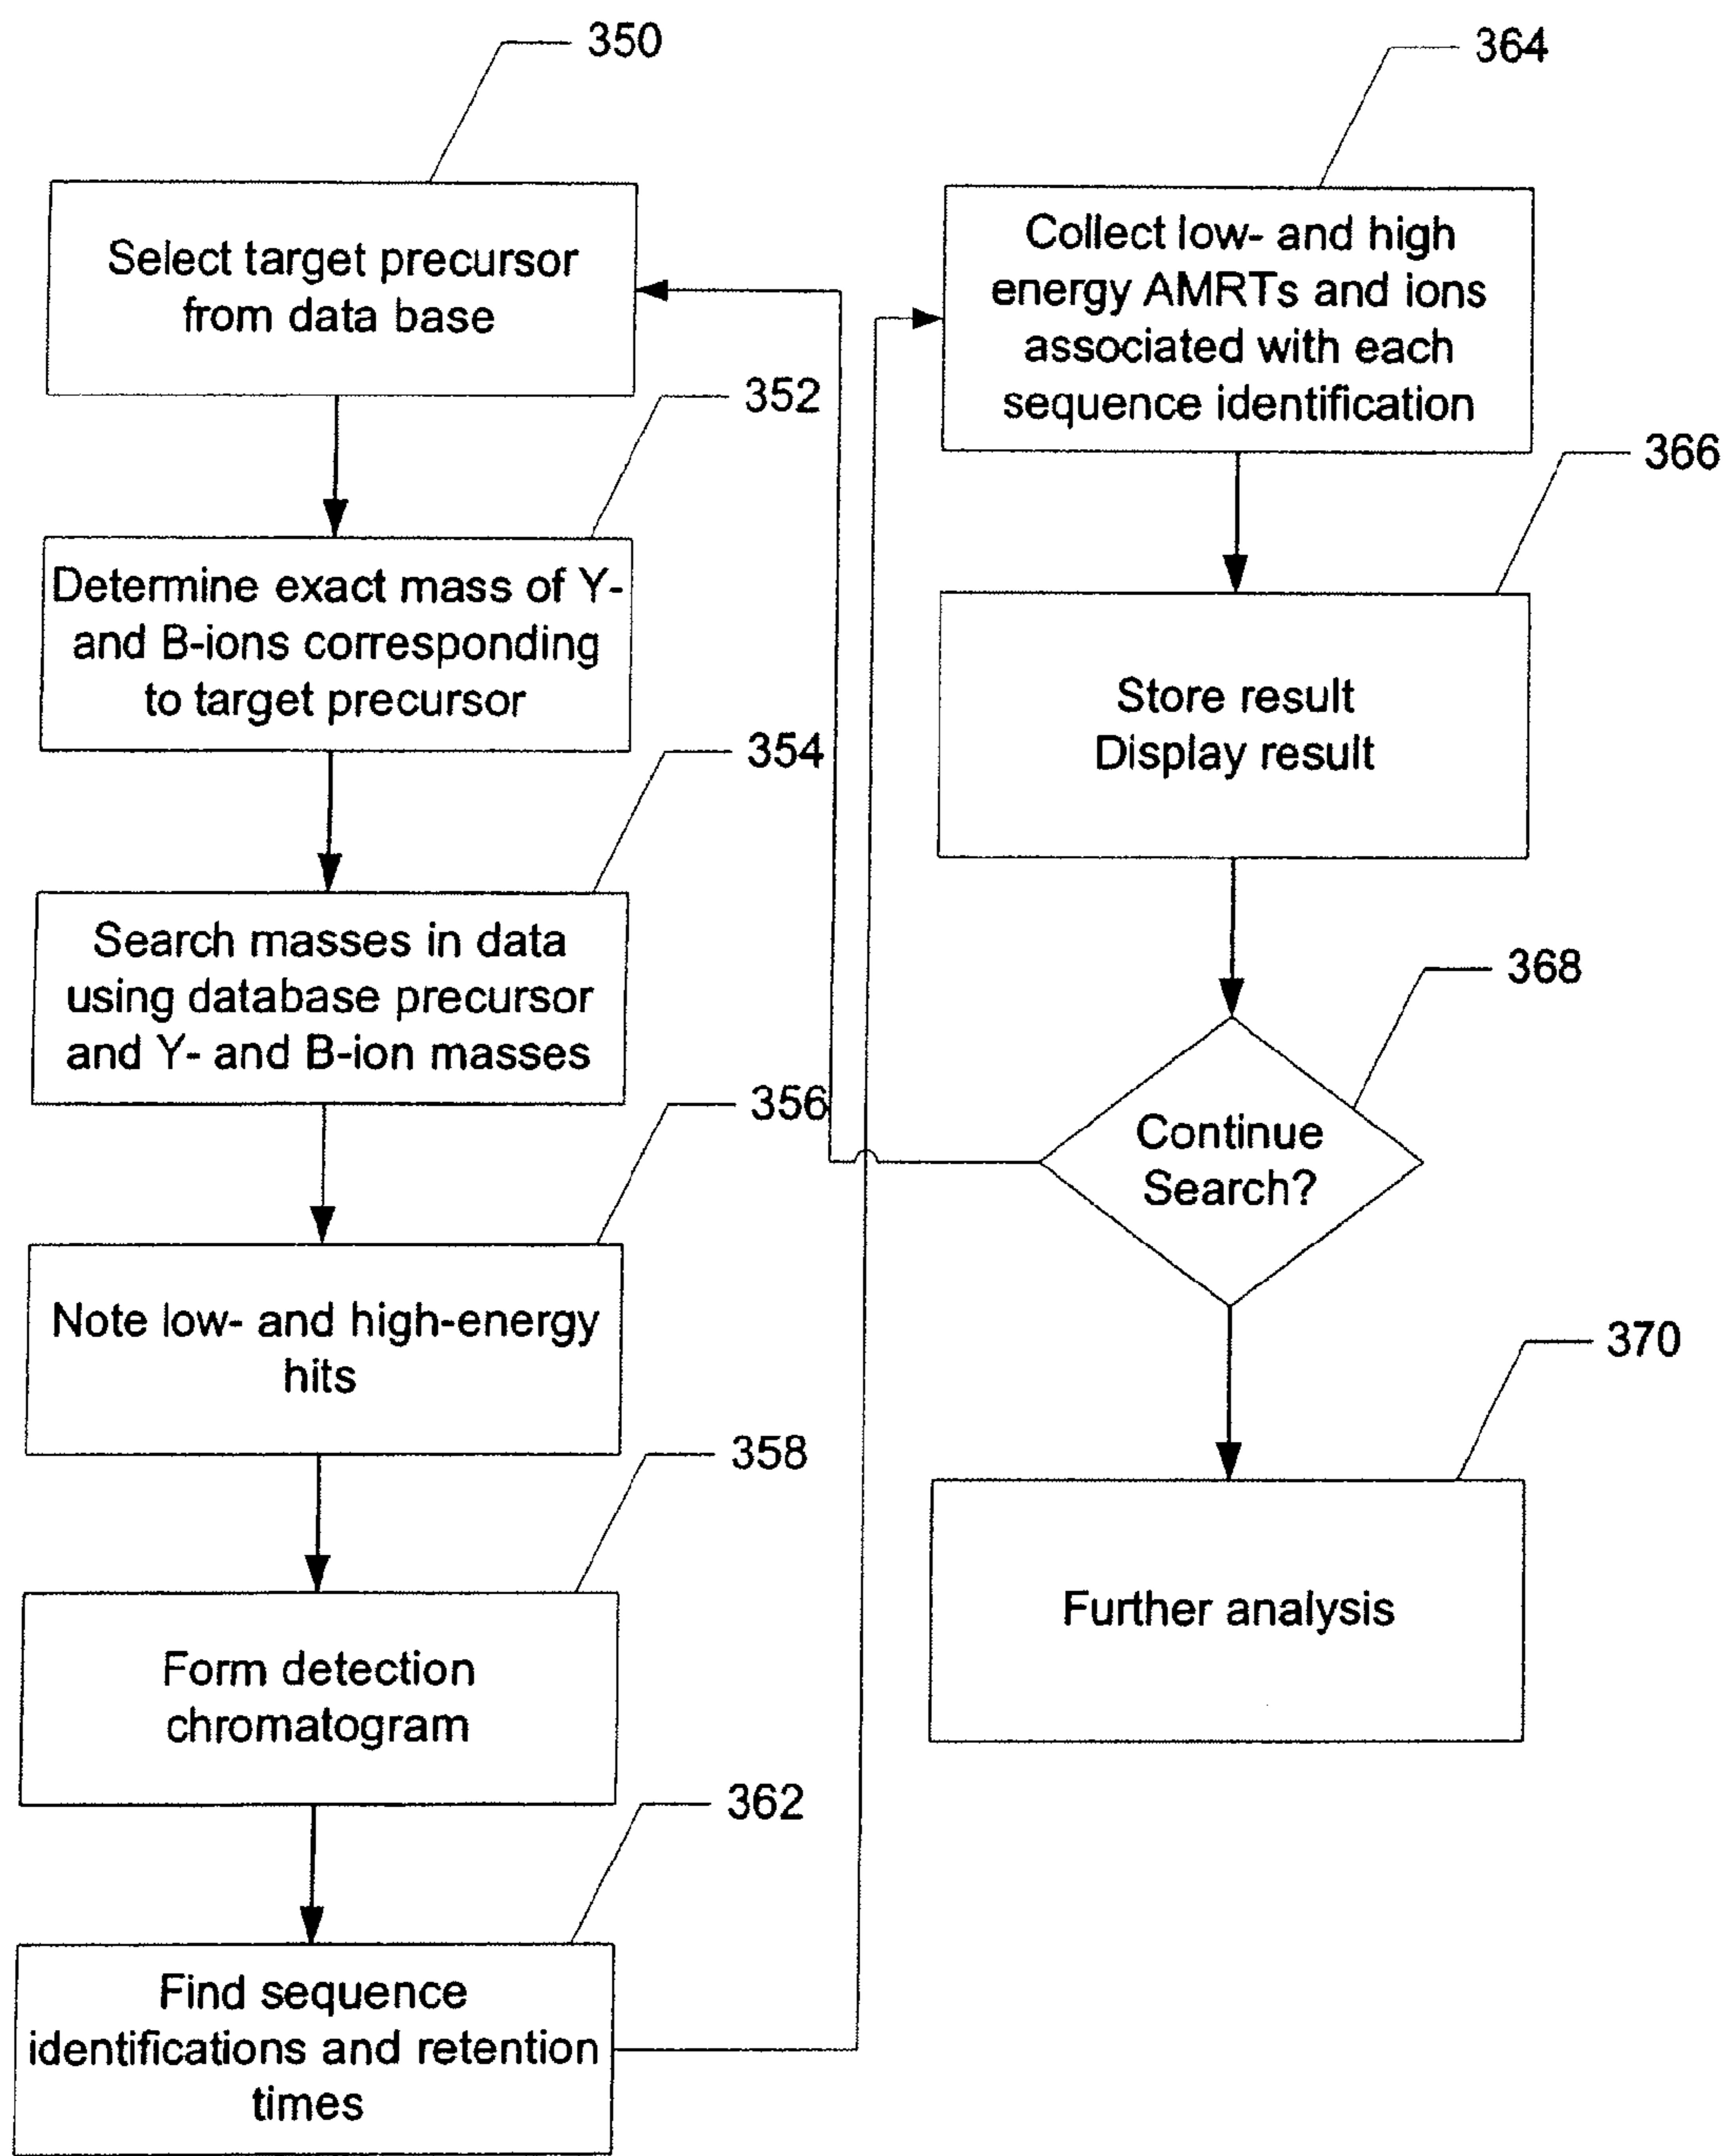 350
Select target precursor
from data base
352
Determine exact mass of Y-
and B-ions corresponding
to target precursor
354
Search masses in data
using database precursor
and Y- and B-ion masses
356
Note low- and high-energy
hits
358
Form detection
chromatogram
362
Find sequence
identifications and retention
times
364
Collect low- and high
energy AMRTs and ions
associated with each
sequence identification
366
Store result
Display result
368
Continue
Search?
370
Further analysis